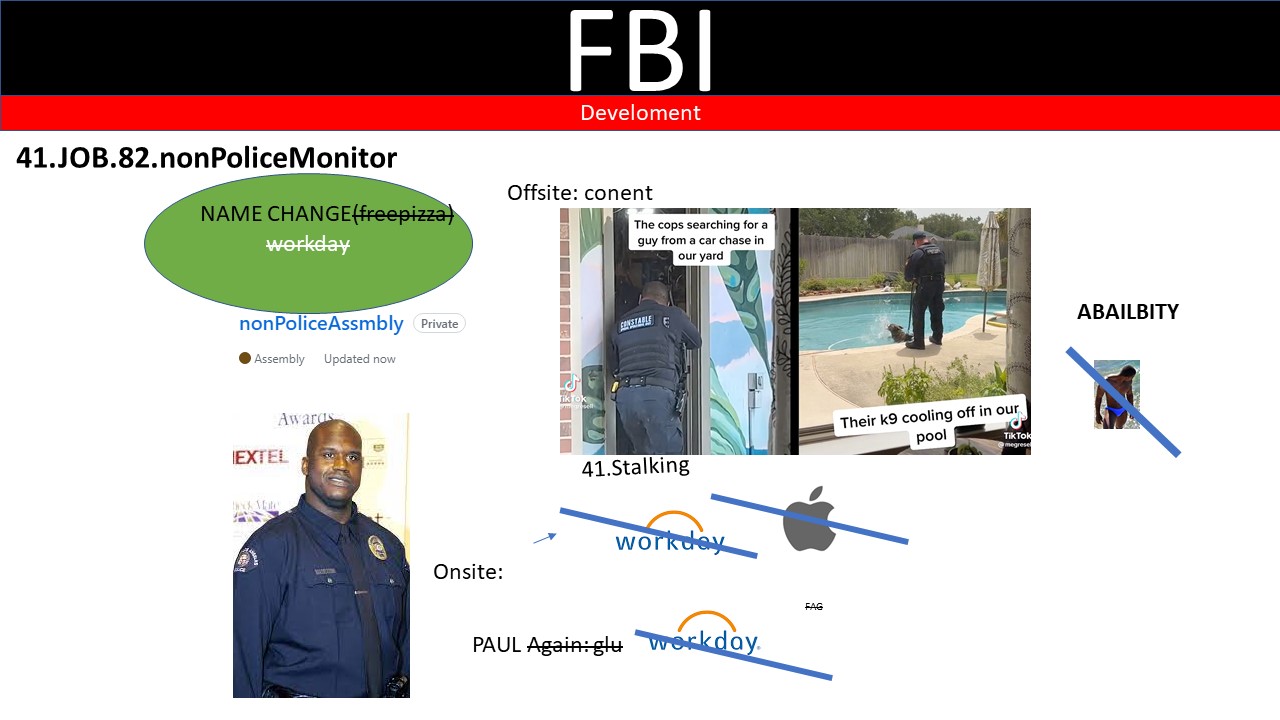 FBI
Develoment
41.JOB.82.nonPoliceMonitor
NAME CHANGE(freepizza)
workday
nonPoliceAssmbly Private
Assembly Updated now
Offsite: conent
The cops searching for a
guy from a car chase in
our yard
CONSTABLE
TikTok
Their k9 cooling off in our
pool
TikTok
ABAILBITY
41.Stalking
workday
Awards
NEXTEL
Onsite:
FAG
PAUL Again: glu
workday